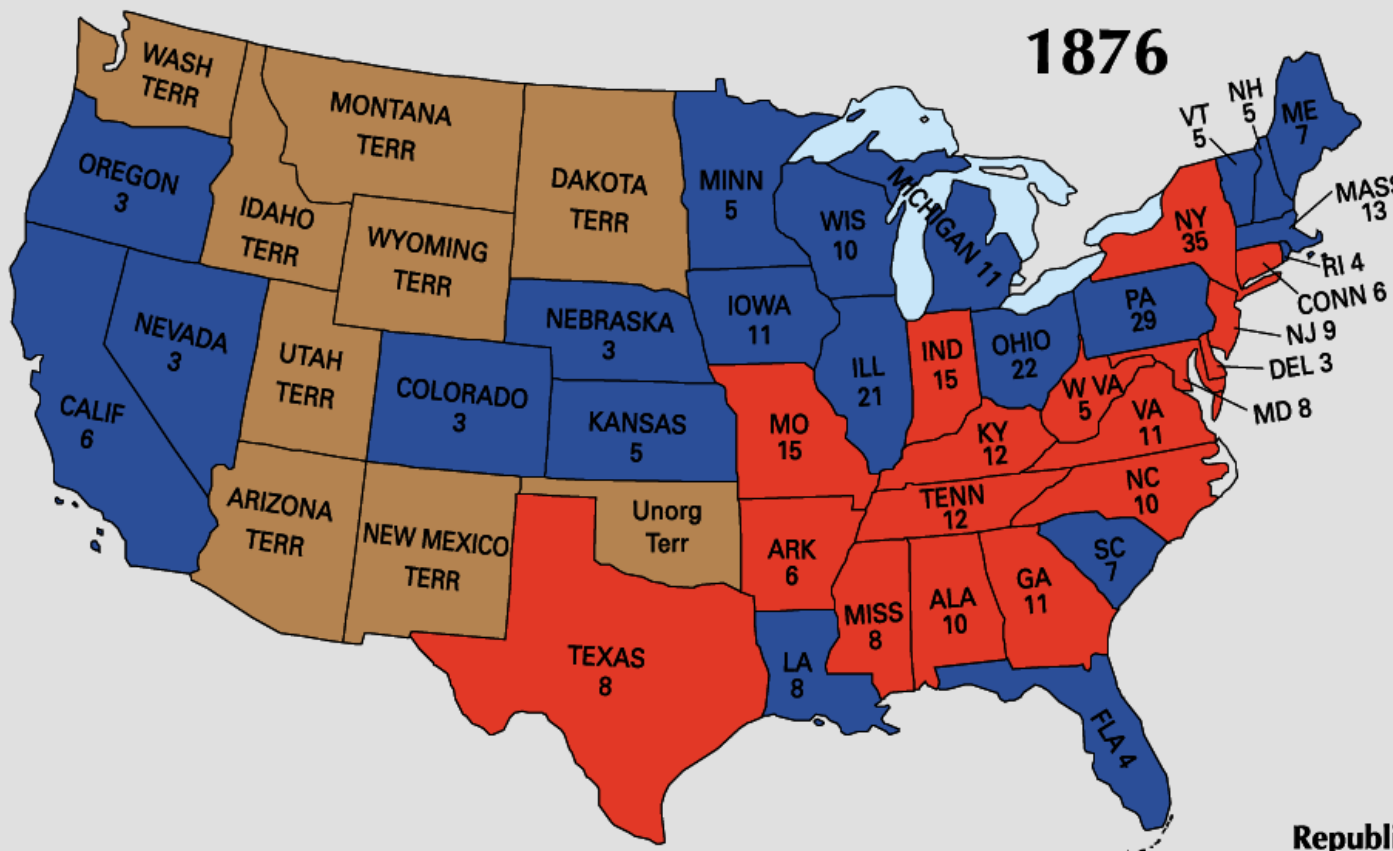 1876
WASH
TERR
MONTANA
TERR
DAKOTA
TERR
MINN
5
VT
5
NH
5
ME
7
MASS
13
OREGON
3
IDAHO
TERR
WYOMING
TERR
WIS
10
MICHIGAN 11
NY
35
RI 4
CONN 6
NJ 9
DEL 3
MD 8
NEVADA
3
CALIF
6
UTAH
TERR
COLORADO
3
NEBRASKA
3
KANSAS
5
IOWA
11
ILL
21
IND
15
OHIO
22
PA
29
W VA
5
VA
11
MO
15
KY
12
TENN
12
NC
10
SC
7
ARIZONA
TERR
NEW MEXICO
TERR
Unorg
Terr
ARK
6
MISS
8
ALA
10
GA
11
TEXAS
8
LA
8
FLA 4
Republi